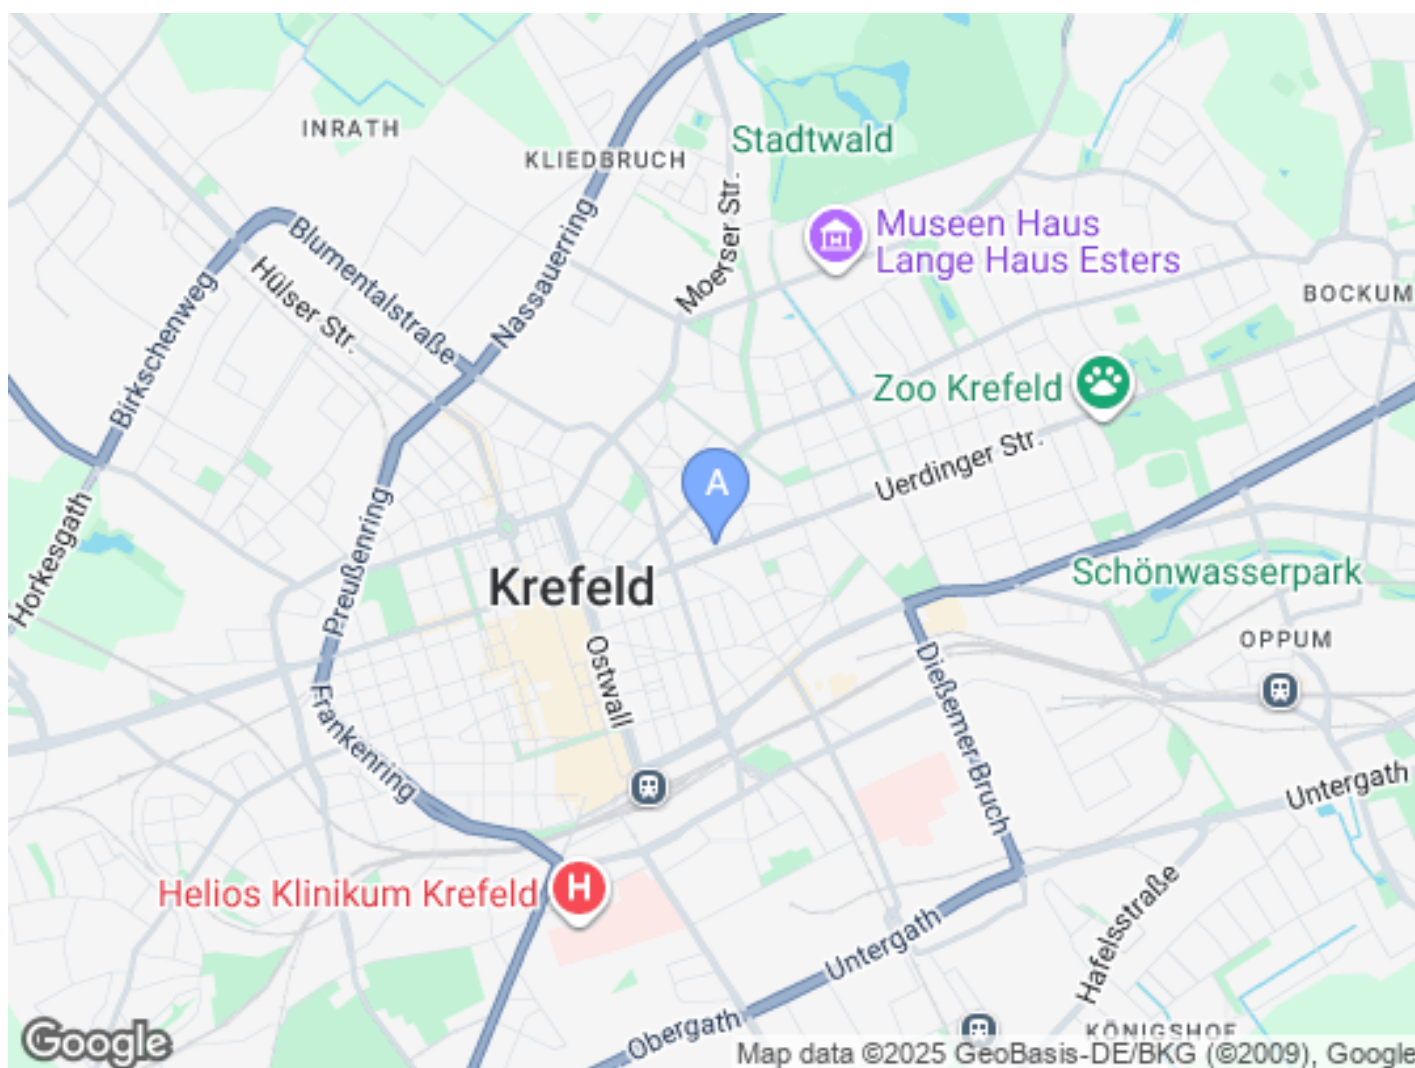 INRATH
KLIEDBRUCH
Stadtwald
Moerser Str.
Museen Haus
Lange Haus Esters
BOCKUM
Blumentalstraße
Hülser Str.
Nassauerring
Birkschenweg
Zoo Krefeld
Uerdinger Str.
A
Horkesgath
Preußenring
Krefeld
Schönwasserpark
Ostwall
OPPUM
Dießemer Bruch
Frankenring
Untergath
Helios Klinikum Krefeld
H
Untergath
Hafelsstraße
Obergath
KÖNIGSHOF
Google
Map data ©2025 GeoBasis-DE/BKG (©2009), Google